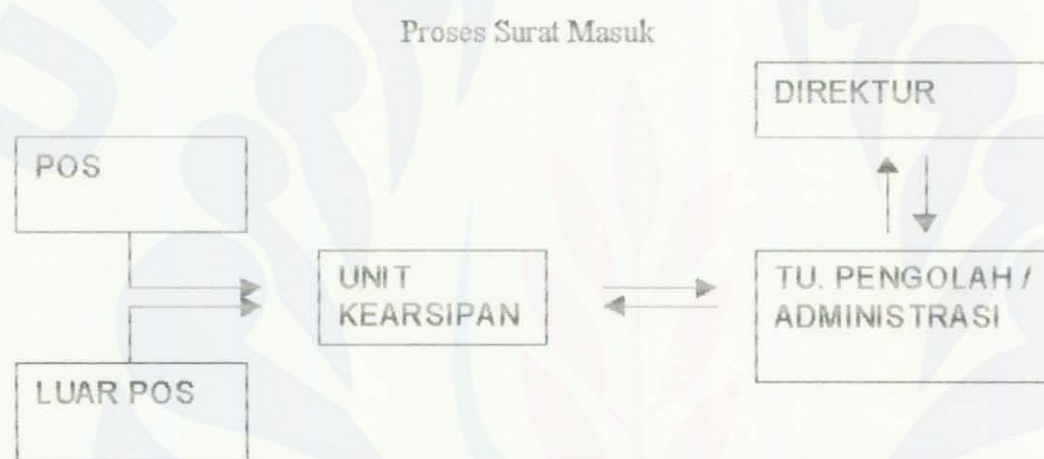 Proses Surat Masuk
DIREKTUR
POS
UNIT
KEARSIPAN
TU. PENGOLAH /
ADMINISTRASI
LUAR POS